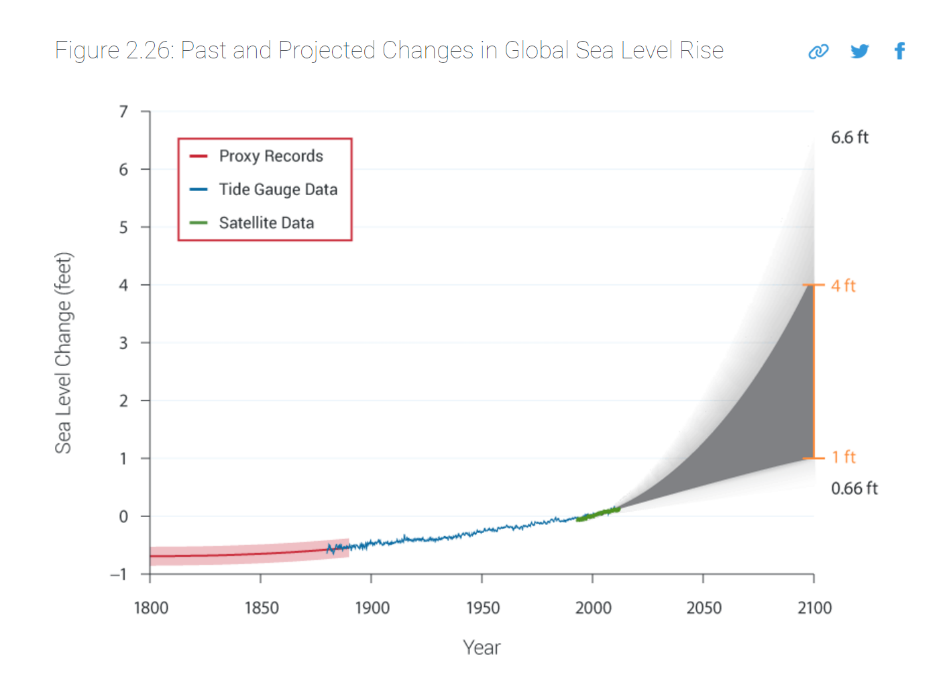 Figure 2.26: Past and Projected Changes in Global Sea Level Rise
7
6.6 ft
Proxy Records
6
Tide Gauge Data
Satellite Data
5
4
4 ft
Sea Level Change (feet)
3
2
1
1 ft
0.66 ft
0
–1
1800 1850 1900 1950 2000 2050 2100
Year